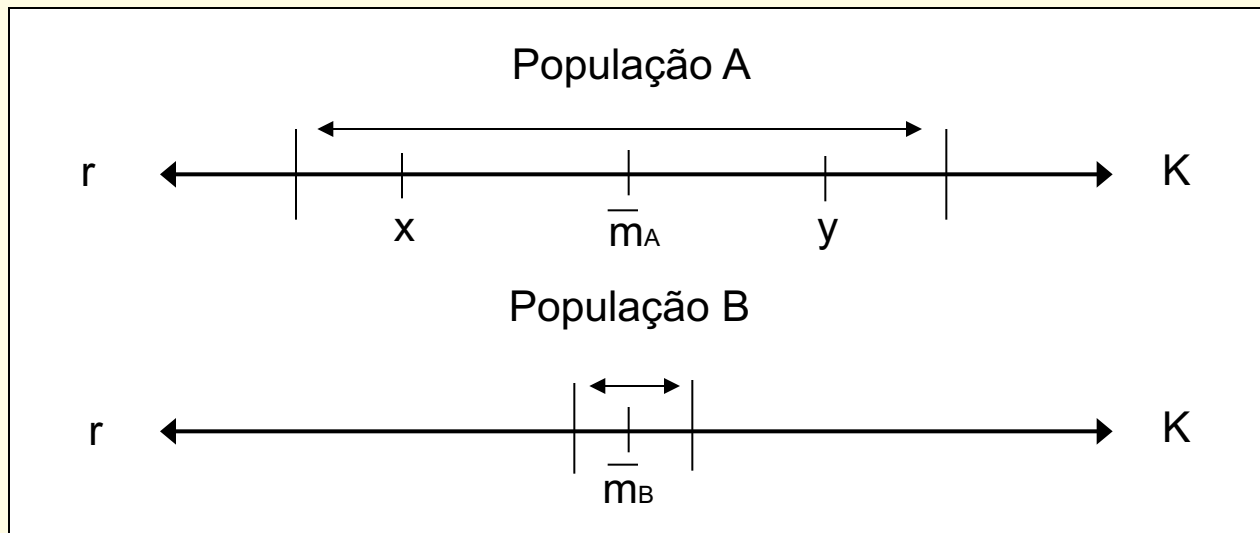 População A
r K
x m̅A y
População B
r K
m̅B